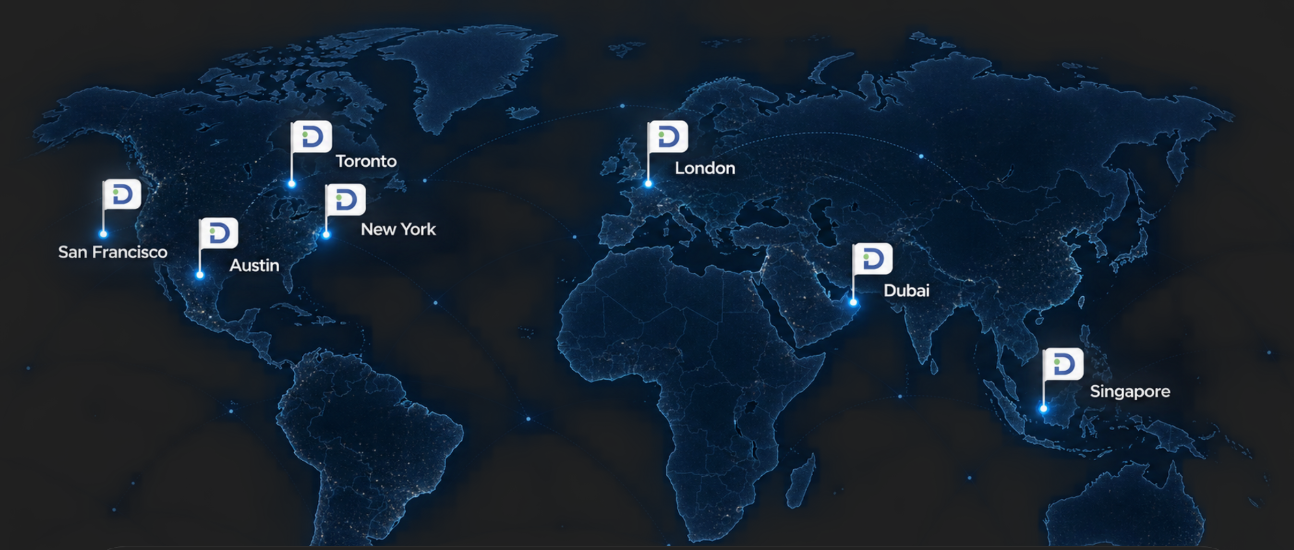 Toronto
London
San Francisco
New York
Austin
Dubai
Singapore